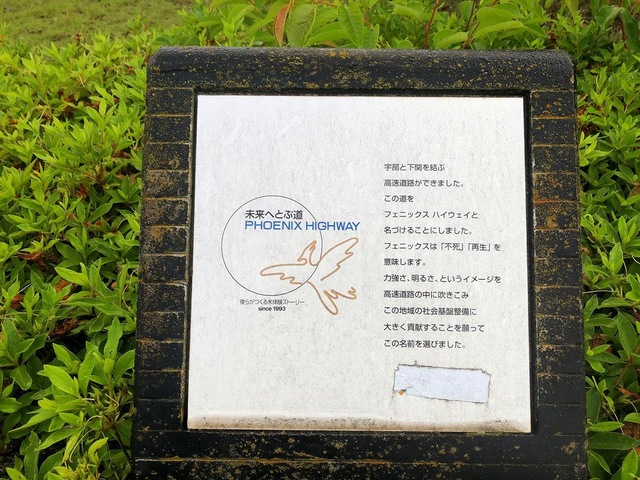 未来へとぶ道
PHOENIX HIGHWAY
僕らがつくる未体験ストーリー
since 1993
宇部と下関を結ぶ
高速道路ができました。
この道を
フェニックス ハイウェイと
名づけることにしました。
フェニックスは「不死」「再生」を
意味します。
力強さ、明るさ、というイメージを
高速道路の中に吹きこみ
この地域の社会基盤整備に
大きく貢献することを願って
この名前を選びました。